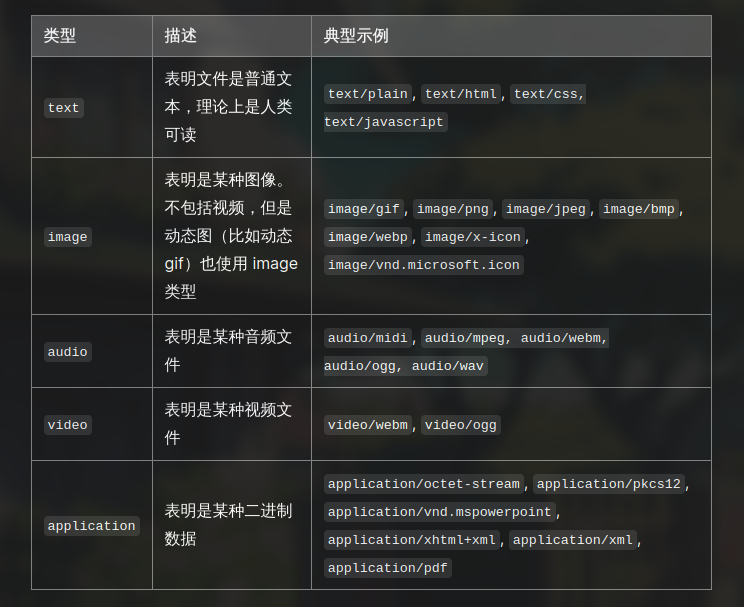 类型 描述 典型示例
text
表明文件是普通文
本，理论上是人类
可读
text/plain, text/html, text/css,
text/javascript
image
表明是某种图像。
不包括视频，但是
动态图（比如动态
gif）也使用 image
类型
image/gif, image/png, image/jpeg, image/bmp,
image/webp, image/x-icon,
image/vnd.microsoft.icon
audio
表明是某种音频文
件
audio/midi, audio/mpeg, audio/webm,
audio/ogg, audio/wav
video
表明是某种视频文
件
video/webm, video/ogg
application
表明是某种二进制
数据
application/octet-stream, application/pkcs12,
application/vnd.mspowerpoint,
application/xhtml+xml, application/xml,
application/pdf